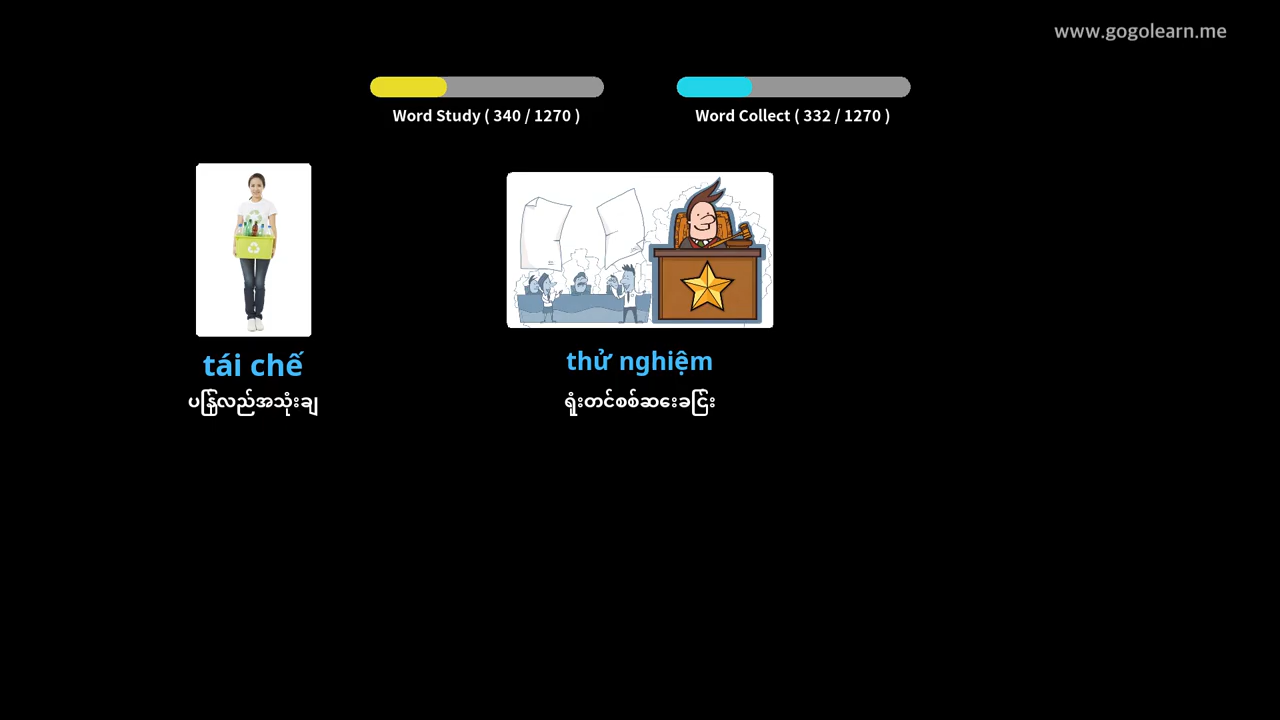 www.gogolearn.me
Word Study ( 340 / 1270 )
Word Collect ( 332 / 1270 )
tái chế
ပြန်လည်အသုံးချ
thử nghiệm
ရုံးတင်စစ်ဆေးခြင်း